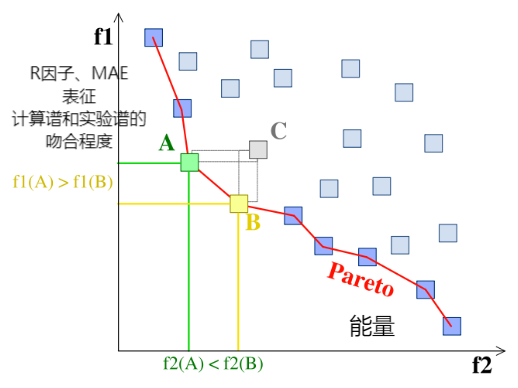 f1
R因子、MAE
表征
计算谱和实验谱的
吻合程度
A
C
f1(A) > f1(B)
B
Pareto
能量
f2(A) < f2(B)
f2